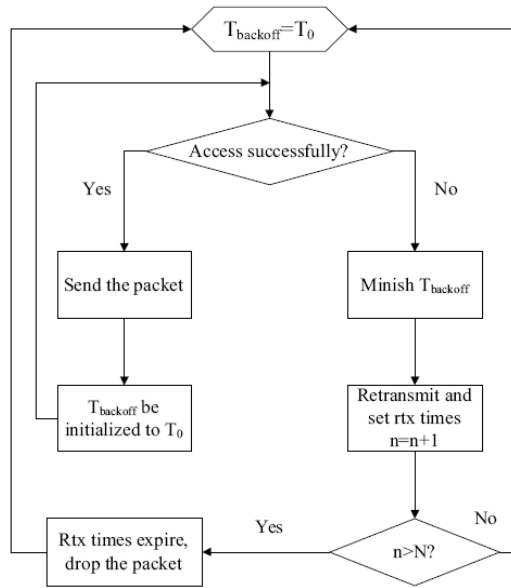 T_backoff=T_0
Access successfully?
Yes
No
Send the packet
Minish T_backoff
T_backoff be
initialized to T_0
Retransmit and
set rtx times
n=n+1
Rtx times expire,
drop the packet
Yes
n>N?
No